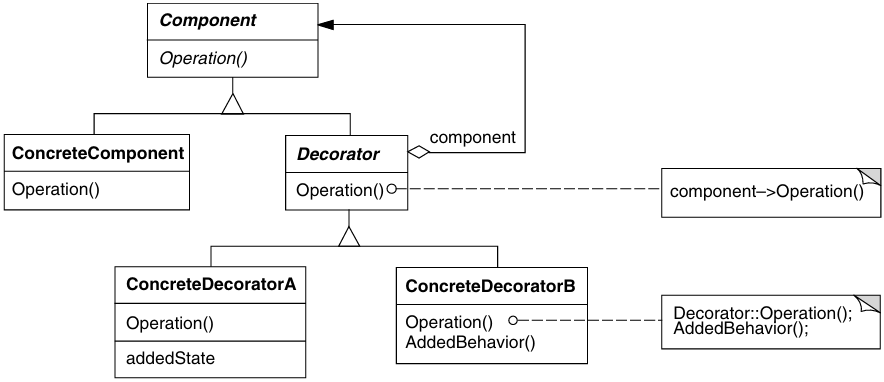 Component
Operation()
component
ConcreteComponent
Operation()
Decorator
Operation()
component–>Operation()
ConcreteDecoratorA
Operation()
addedState
ConcreteDecoratorB
Operation()
AddedBehavior()
Decorator::Operation();
AddedBehavior();